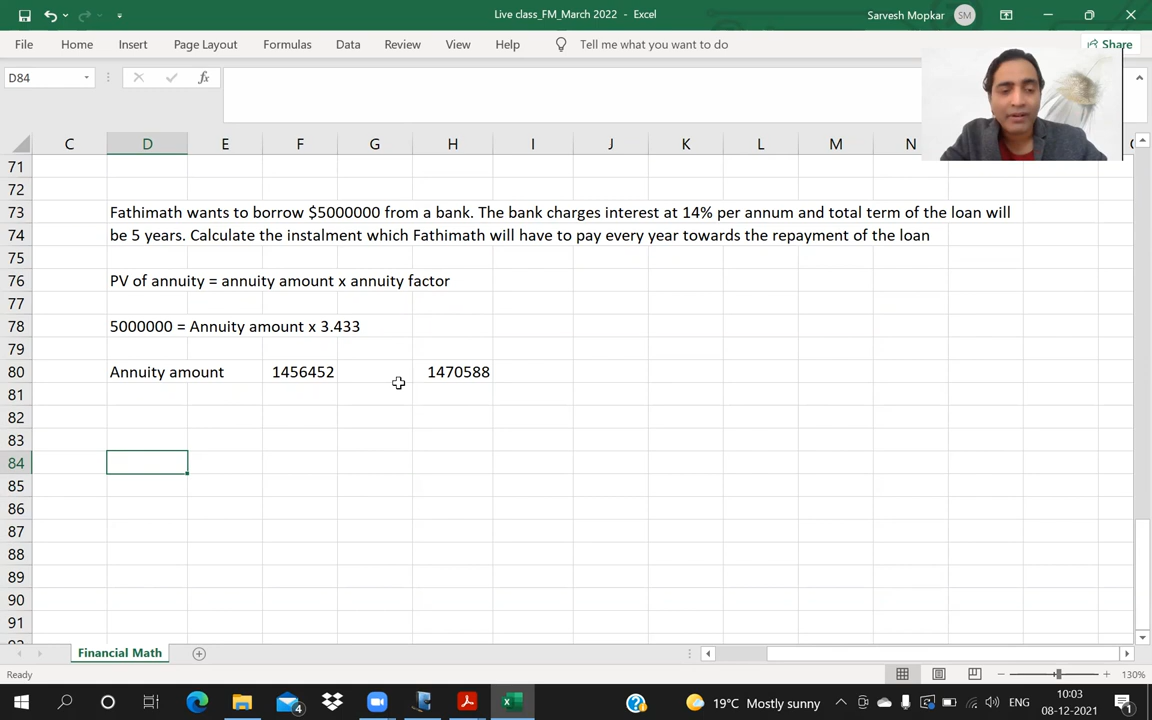 Live class_FM_March 2022 - Excel
Sarvesh Mopkar SM
File Home Insert Page Layout Formulas Data Review View Help Tell me what you want to do Share
D84 fx
C D E F G H I J K L M N
71
72
73 Fathimath wants to borrow $5000000 from a bank. The bank charges interest at 14% per annum and total term of the loan will
74 be 5 years. Calculate the instalment which Fathimath will have to pay every year towards the repayment of the loan
75
76 PV of annuity = annuity amount x annuity factor
77
78 5000000 = Annuity amount x 3.433
79
80 Annuity amount 1456452 1470588
81
82
83
84
85
86
87
88
89
90
91
Financial Math
Ready 130%
4 19°C Mostly sunny ENG 10:03 1
08-12-2021